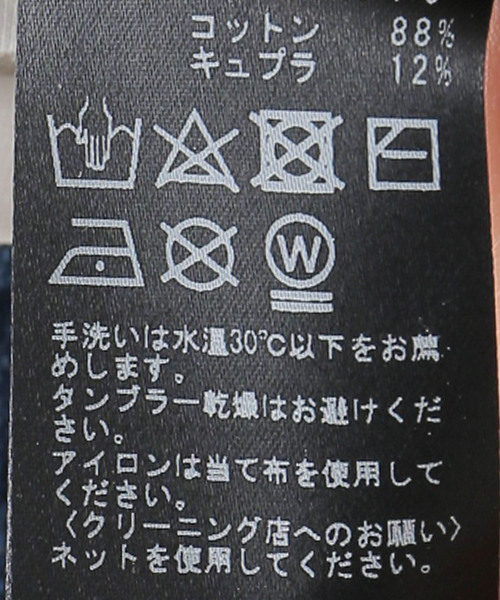 コットン 88%
キュプラ 12%
W
手洗いは水温30℃以下をお薦
めします。
タンブラー乾燥はお避けくだ
さい。
アイロンは当て布を使用して
ください。
〈クリーニング店へのお願い〉
ネットを使用してください。